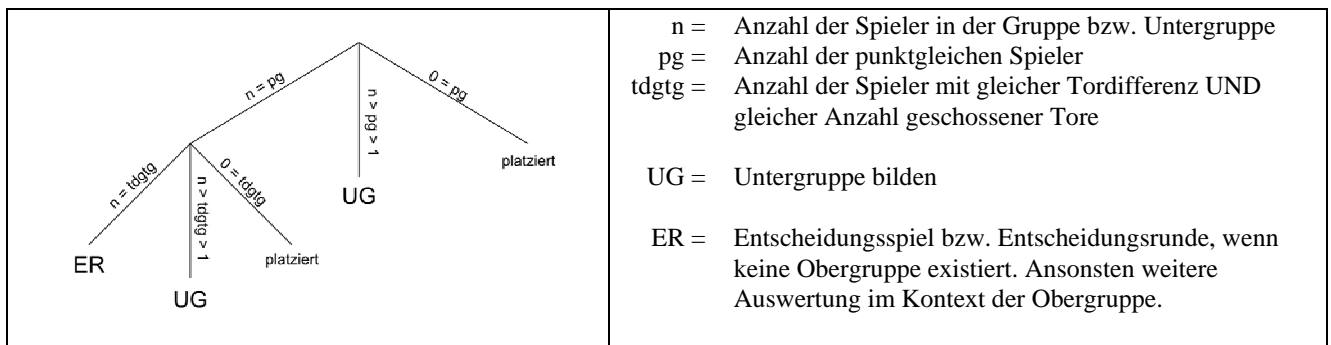 n = pg
n > pg > 1
0 = pg
platziert
UG
n = tdgtg
n > tdgtg > 1
0 = tdgtg
platziert
ER
UG
n = Anzahl der Spieler in der Gruppe bzw. Untergruppe
pg = Anzahl der punktgleichen Spieler
tdgtg = Anzahl der Spieler mit gleicher Tordifferenz UND
gleicher Anzahl geschossener Tore
UG = Untergruppe bilden
ER = Entscheidungsspiel bzw. Entscheidungsrunde, wenn
keine Obergruppe existiert. Ansonsten weitere
Auswertung im Kontext der Obergruppe.